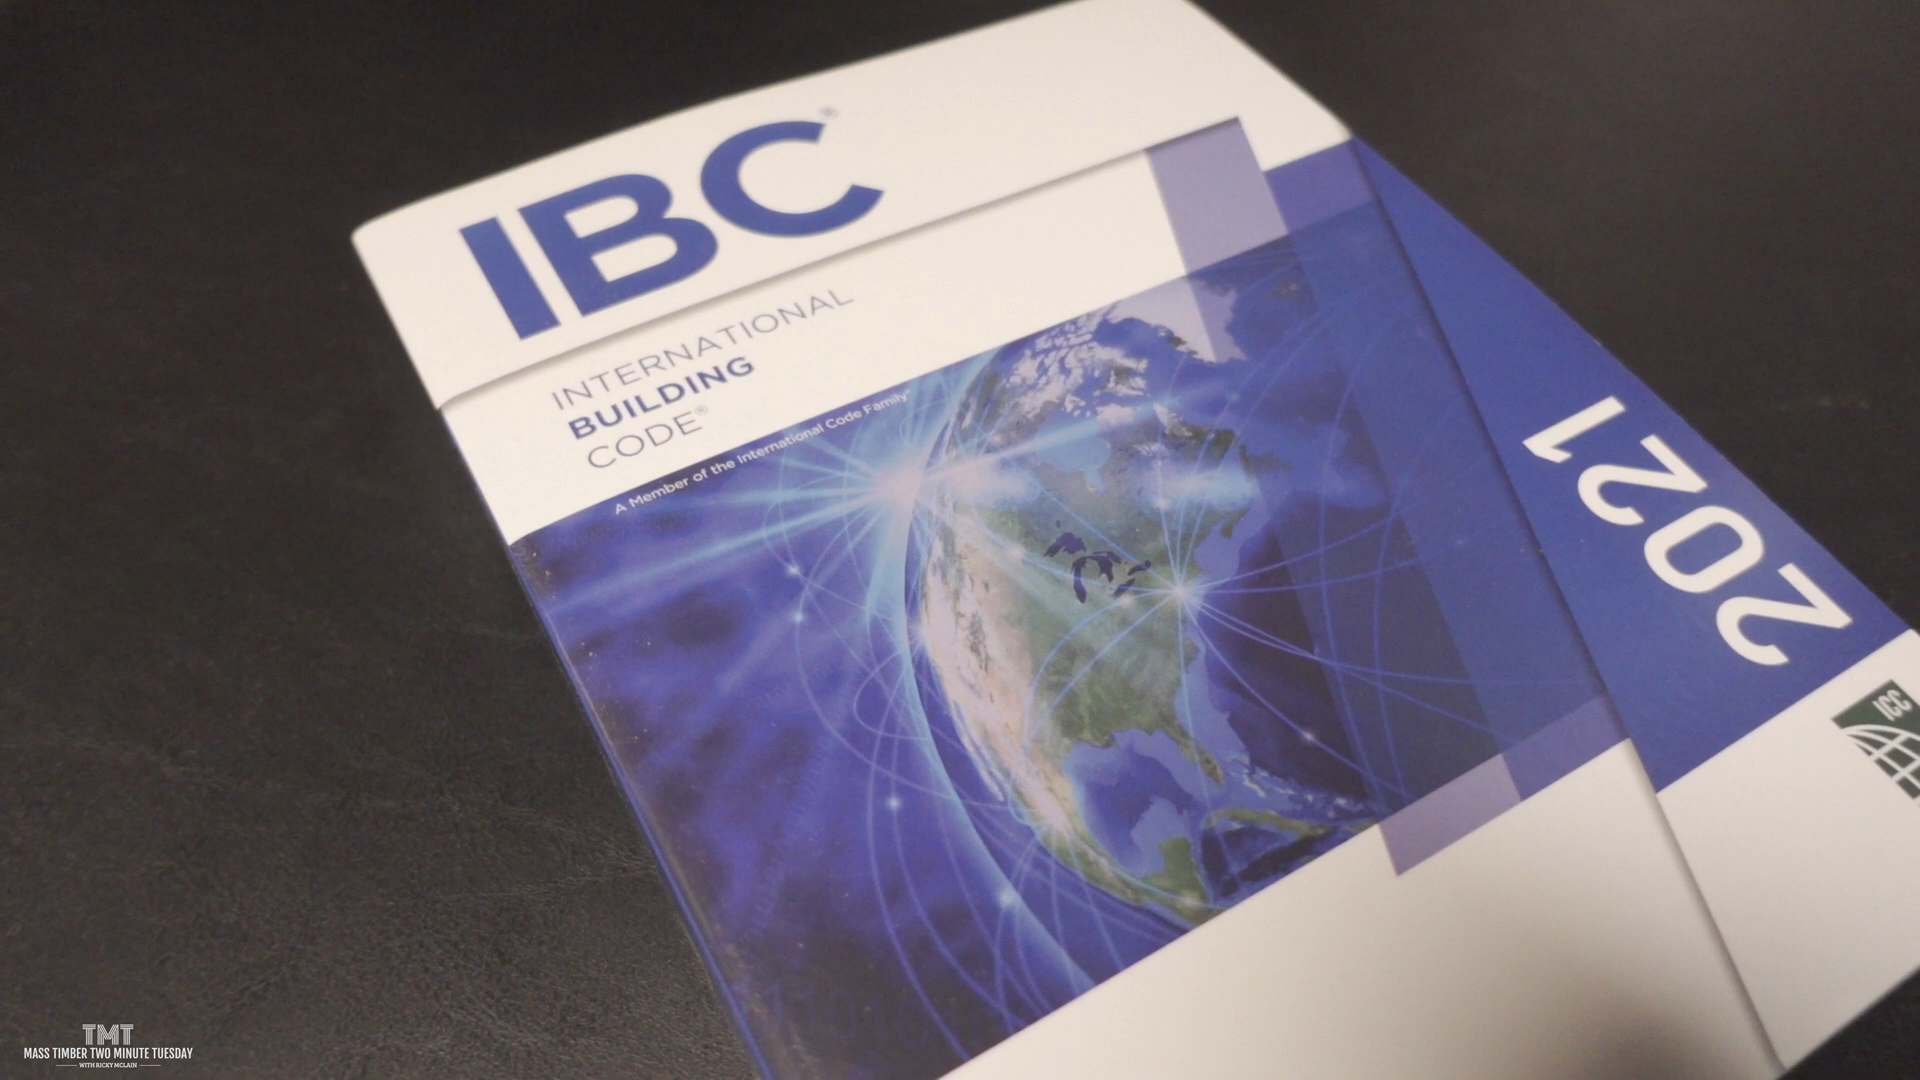 IBC®
INTERNATIONAL
BUILDING
CODE®
A Member of the International Code Family
2021
ICC
TMT
MASS TIMBER TWO MINUTE TUESDAY
WITH RICKY MCLAIN